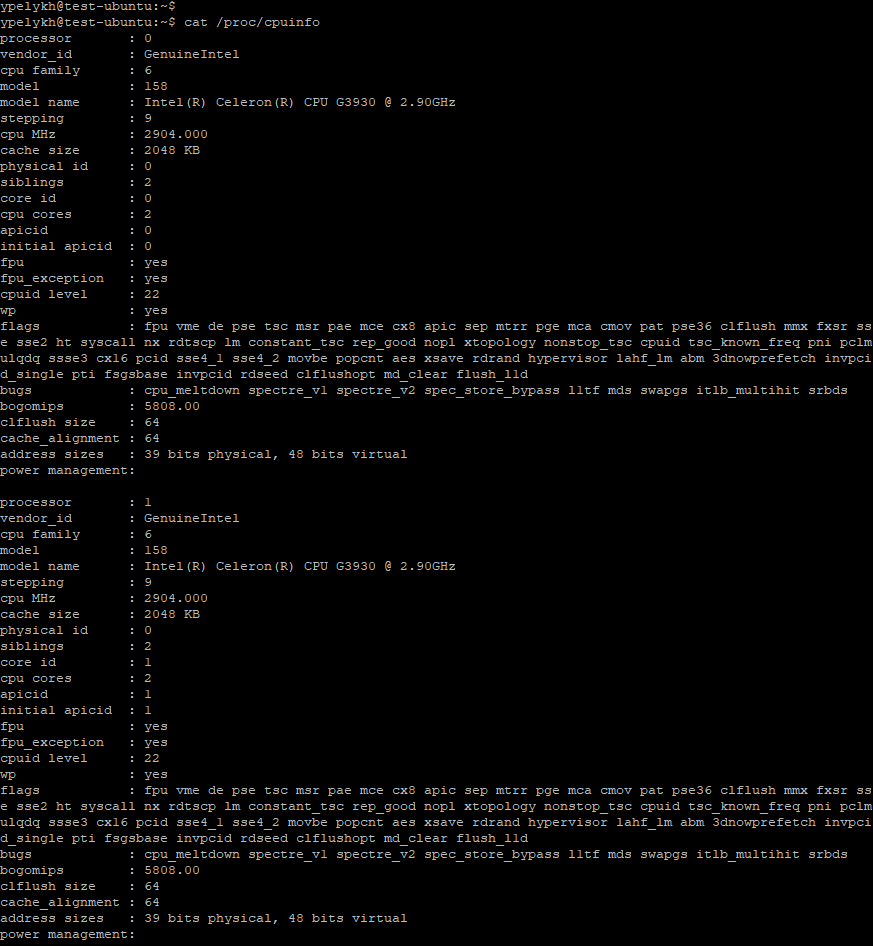 ypelykh@test-ubuntu:~$
ypelykh@test-ubuntu:~$ cat /proc/cpuinfo
processor       : 0
vendor_id       : GenuineIntel
cpu family      : 6
model           : 158
model name      : Intel(R) Celeron(R) CPU G3930 @ 2.90GHz
stepping        : 9
cpu MHz         : 2904.000
cache size      : 2048 KB
physical id     : 0
siblings        : 2
core id         : 0
cpu cores       : 2
apicid          : 0
initial apicid  : 0
fpu             : yes
fpu_exception   : yes
cpuid level     : 22
wp              : yes
flags           : fpu vme de pse tsc msr pae mce cx8 apic sep mtrr pge mca cmov pat pse36 clflush mmx fxsr ss
e sse2 ht syscall nx rdtscp lm constant_tsc rep_good nopl xtopology nonstop_tsc cpuid tsc_known_freq pni pclm
ulqdq ssse3 cx16 pcid sse4_1 sse4_2 movbe popcnt aes xsave rdrand hypervisor lahf_lm abm 3dnowprefetch invpci
d_single pti fsgsbase invpcid rdseed clflushopt md_clear flush_l1d
bugs            : cpu_meltdown spectre_v1 spectre_v2 spec_store_bypass l1tf mds swapgs itlb_multihit srbds
bogomips        : 5808.00
clflush size    : 64
cache_alignment : 64
address sizes   : 39 bits physical, 48 bits virtual
power management:

processor       : 1
vendor_id       : GenuineIntel
cpu family      : 6
model           : 158
model name      : Intel(R) Celeron(R) CPU G3930 @ 2.90GHz
stepping        : 9
cpu MHz         : 2904.000
cache size      : 2048 KB
physical id     : 0
siblings        : 2
core id         : 1
cpu cores       : 2
apicid          : 1
initial apicid  : 1
fpu             : yes
fpu_exception   : yes
cpuid level     : 22
wp              : yes
flags           : fpu vme de pse tsc msr pae mce cx8 apic sep mtrr pge mca cmov pat pse36 clflush mmx fxsr ss
e sse2 ht syscall nx rdtscp lm constant_tsc rep_good nopl xtopology nonstop_tsc cpuid tsc_known_freq pni pclm
ulqdq ssse3 cx16 pcid sse4_1 sse4_2 movbe popcnt aes xsave rdrand hypervisor lahf_lm abm 3dnowprefetch invpci
d_single pti fsgsbase invpcid rdseed clflushopt md_clear flush_l1d
bugs            : cpu_meltdown spectre_v1 spectre_v2 spec_store_bypass l1tf mds swapgs itlb_multihit srbds
bogomips        : 5808.00
clflush size    : 64
cache_alignment : 64
address sizes   : 39 bits physical, 48 bits virtual
power management: